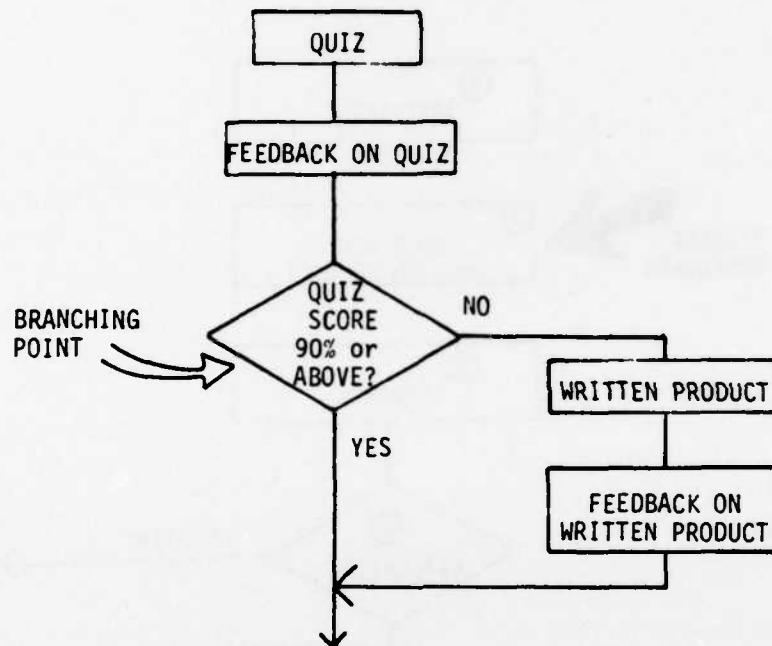 QUIZ
FEEDBACK ON QUIZ
QUIZ
SCORE
90% or
ABOVE?
NO
BRANCHING
POINT
WRITTEN PRODUCT
YES
FEEDBACK ON
WRITTEN PRODUCT